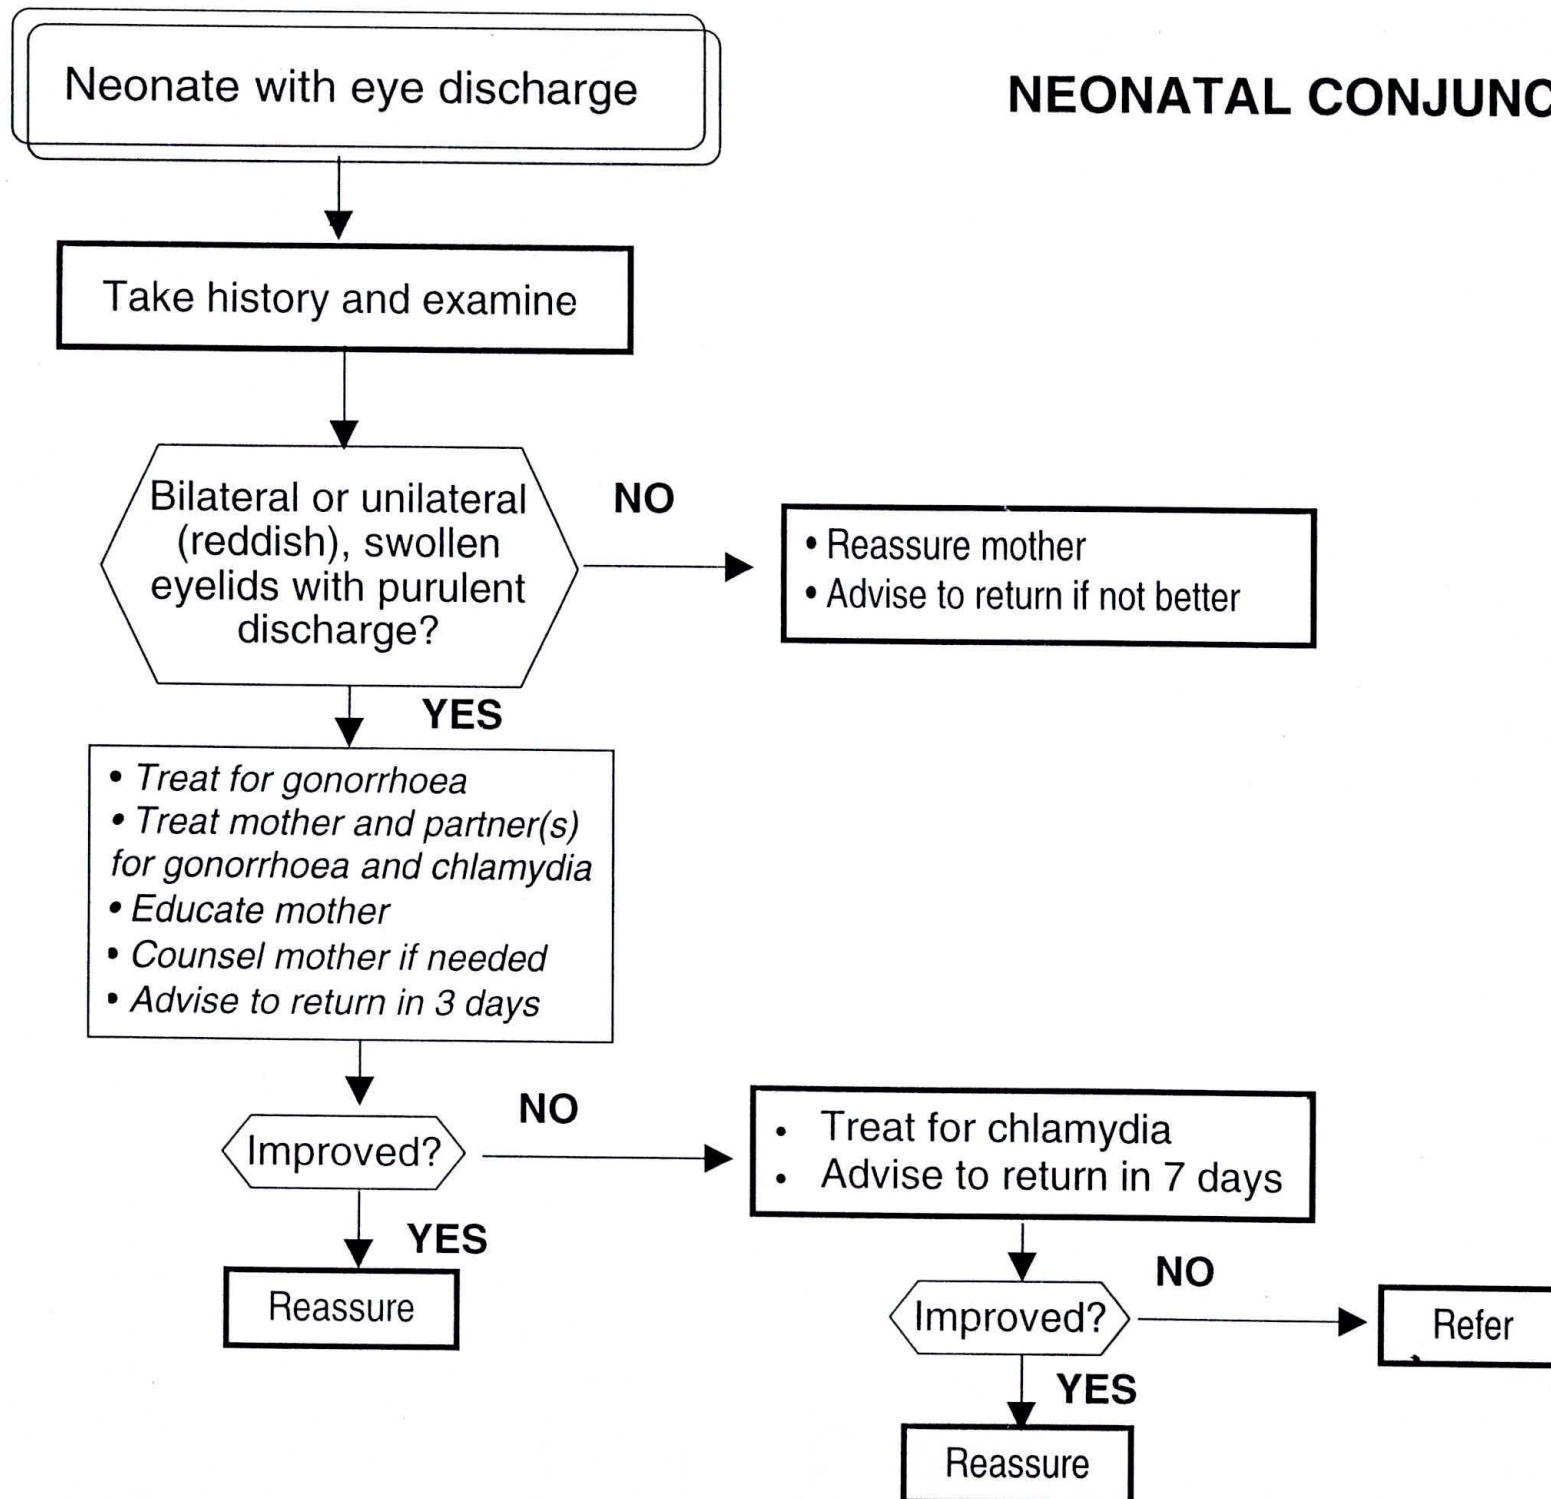 Neonate with eye discharge
NEONATAL CONJUNC
Take history and examine
Bilateral or unilateral
(reddish), swollen
eyelids with purulent
discharge?
NO
• Reassure mother
• Advise to return if not better
YES
• Treat for gonorrhoea
• Treat mother and partner(s)
for gonorrhoea and chlamydia
• Educate mother
• Counsel mother if needed
• Advise to return in 3 days
Improved?
NO
• Treat for chlamydia
• Advise to return in 7 days
YES
Reassure
Improved?
NO
Refer
YES
Reassure